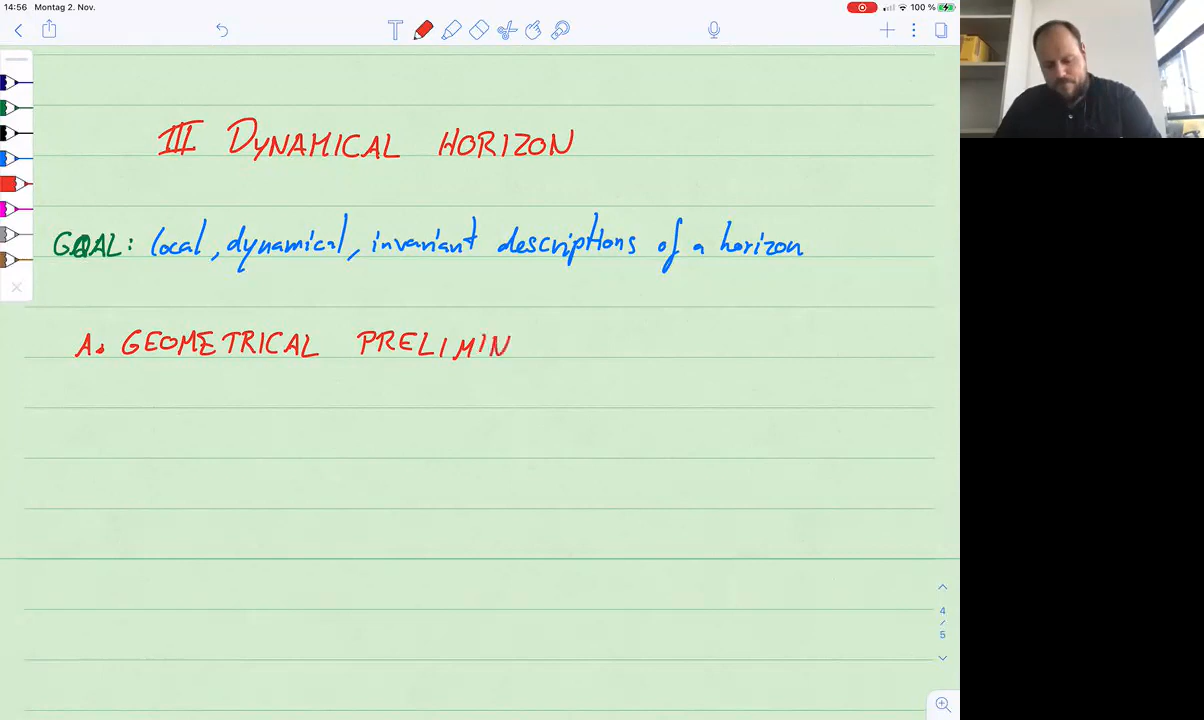 14:56 Montag 2. Nov.
100 %
III DYNAMICAL HORIZON
GOAL: local, dynamical, invariant descriptions of a horizon
A. GEOMETRICAL PRELIMIN
4
/
5